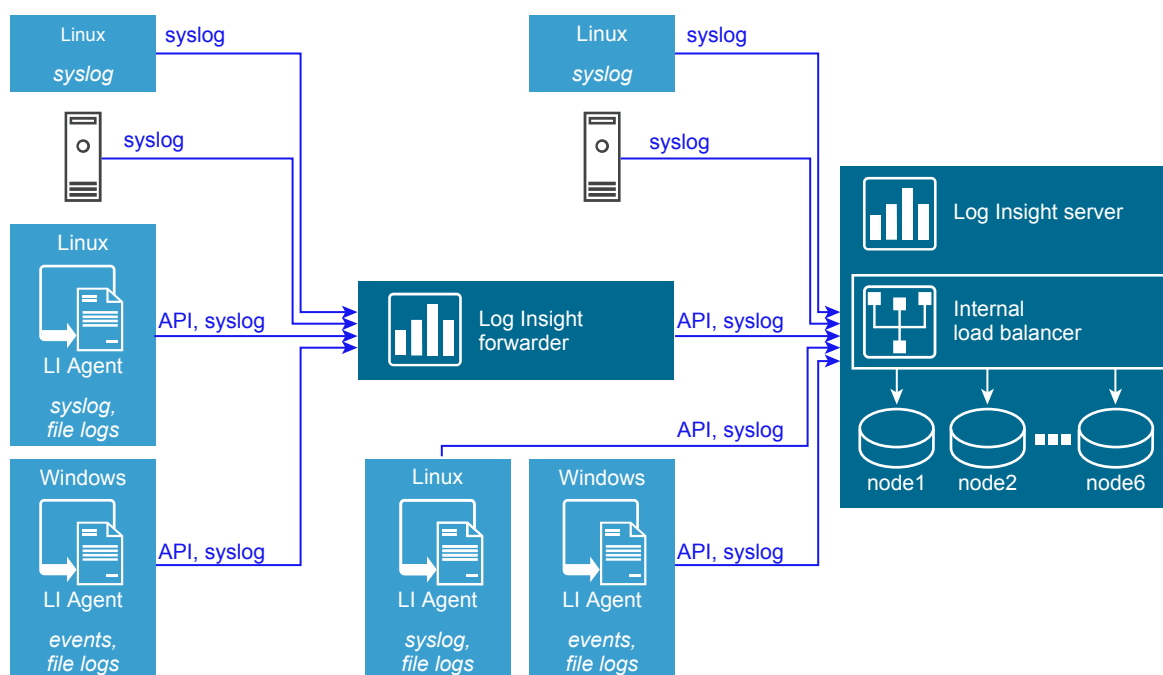 Linux
syslog
syslog
syslog
Linux
LI Agent
syslog,
file logs
API, syslog
Windows
LI Agent
events,
file logs
API, syslog
Log Insight
forwarder
API, syslog
Linux
syslog
syslog
syslog
Linux
LI Agent
syslog,
file logs
API, syslog
Windows
LI Agent
events,
file logs
API, syslog
Log Insight server
Internal
load balancer
node1
node2
node6